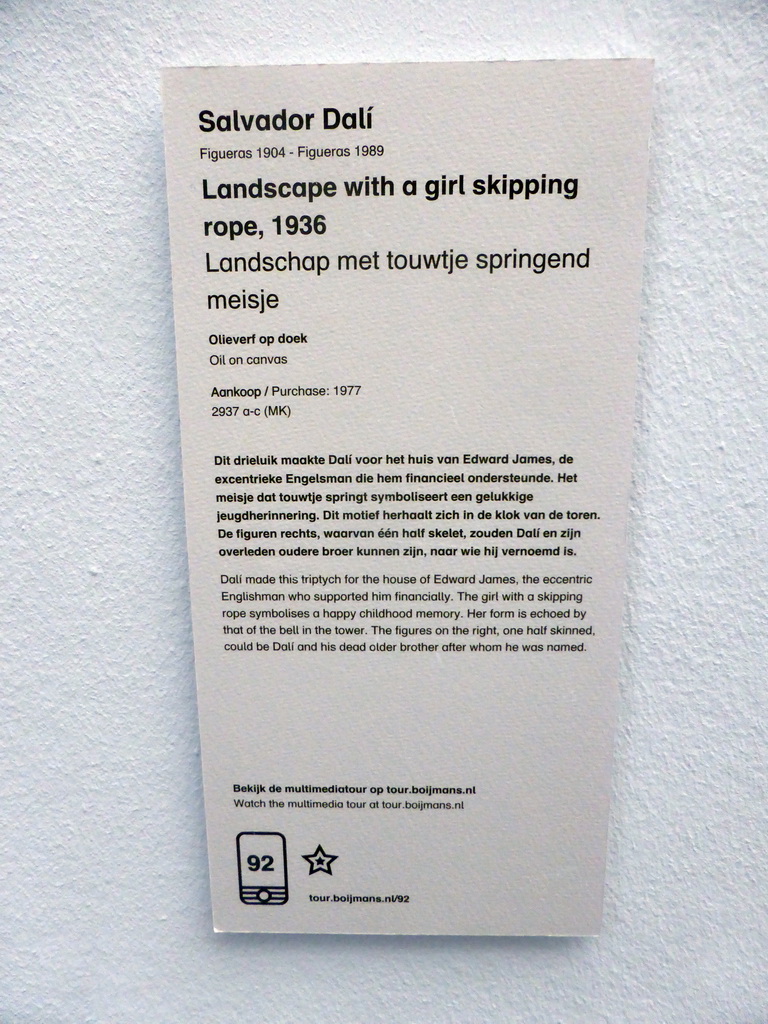 Salvador Dalí
Figueras 1904 - Figueras 1989
Landscape with a girl skipping
rope, 1936
Landschap met touwtje springend
meisje
Olieverf op doek
Oil on canvas
Aankoop / Purchase: 1977
2937 a-c (MK)
Dit drieluik maakte Dalí voor het huis van Edward James, de
excentrieke Engelsman die hem financieel ondersteunde. Het
meisje dat touwtje springt symboliseert een gelukkige
jeugdherinnering. Dit motief herhaalt zich in de klok van de toren.
De figuren rechts, waarvan één half skelet, zouden Dalí en zijn
overleden oudere broer kunnen zijn, naar wie hij vernoemd is.
Dalí made this triptych for the house of Edward James, the eccentric
Englishman who supported him financially. The girl with a skipping
rope symbolises a happy childhood memory. Her form is echoed by
that of the bell in the tower. The figures on the right, one half skinned,
could be Dalí and his dead older brother after whom he was named.
Bekijk de multimediatour op tour.boijmans.nl
Watch the multimedia tour at tour.boijmans.nl
92
tour.boijmans.nl/92